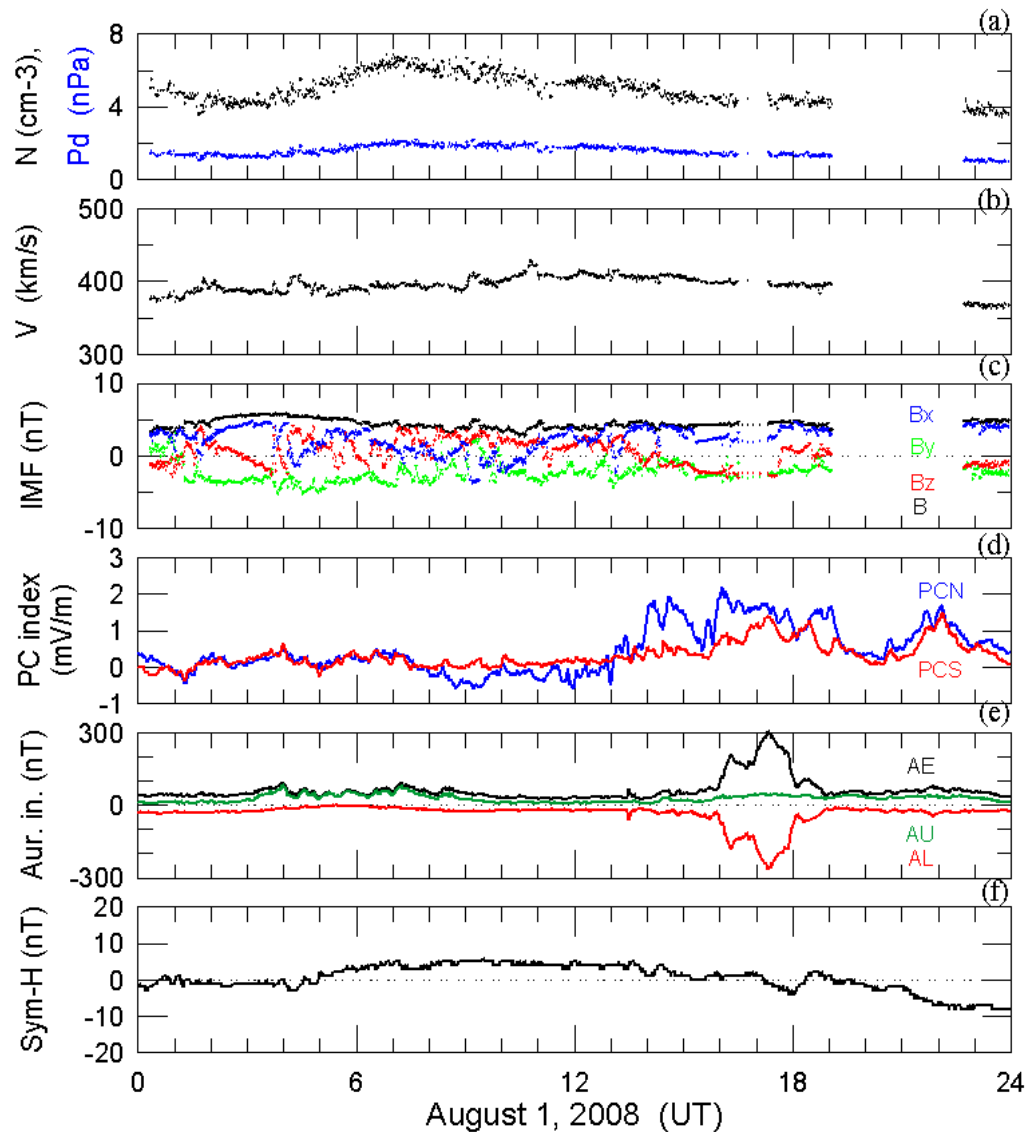 (a)
N (cm-3),
Pd (nPa)
8
4
0
(b)
V (km/s)
500
400
300
(c)
IMF (nT)
10
0
-10
Bx
By
Bz
B
(d)
PC index
(mV/m)
3
2
1
0
-1
PCN
PCS
(e)
Aur. in. (nT)
300
0
-300
AE
AU
AL
(f)
Sym-H (nT)
20
10
0
-10
-20
0 6 12 18 24
August 1, 2008 (UT)